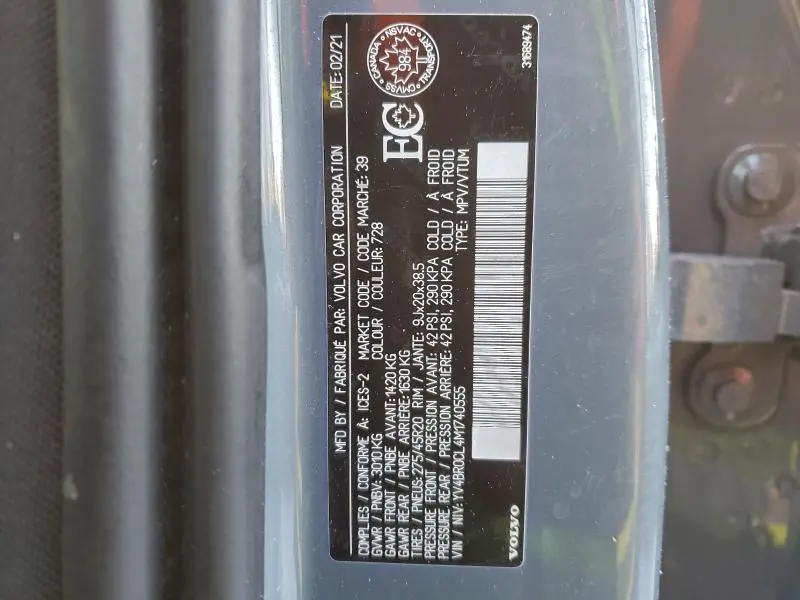 MFD BY / FABRIQUÉ PAR: VOLVO CAR CORPORATION DATE: 02/21
COMPLIES / CONFORME À: ICES-2 MARKET CODE / CODE MARCHÉ: 39
GVWR / PNBV: 3010 KG COLOUR / COULEUR: 728
GAWR FRONT / PNBE AVANT: 1420 KG
GAWR REAR / PNBE ARRIÈRE: 1630 KG
TIRES / PNEUS: 275/45R20 RIM / JANTE: 9Jx20x38.5
PRESSURE FRONT / PRESSION AVANT: 42 PSI, 290 KPA COLD / À FROID
PRESSURE REAR / PRESSION ARRIÈRE: 42 PSI, 290 KPA COLD / À FROID
VIN / NIV: YV4BR0CL4M1740555 TYPE: MPV/VTUM
CANADA NSVAC TRANSPORT CMVSS
984
EC
VOLVO
31689474